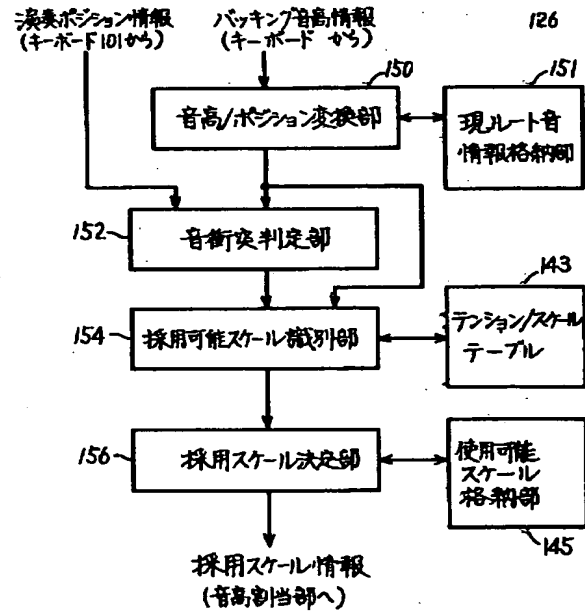 演奏ポジション情報
(キーボード101から)
バッキング音高情報
(キーボード から)
126
150
151
音高/ポジション変換部
現ルート音
情報格納部
152
音衝突判定部
143
154
採用可能スケール識別部
テンション/スケール
テーブル
156
採用スケール決定部
使用可能
スケール
格納部
145
採用スケール情報
(音高割当部へ)